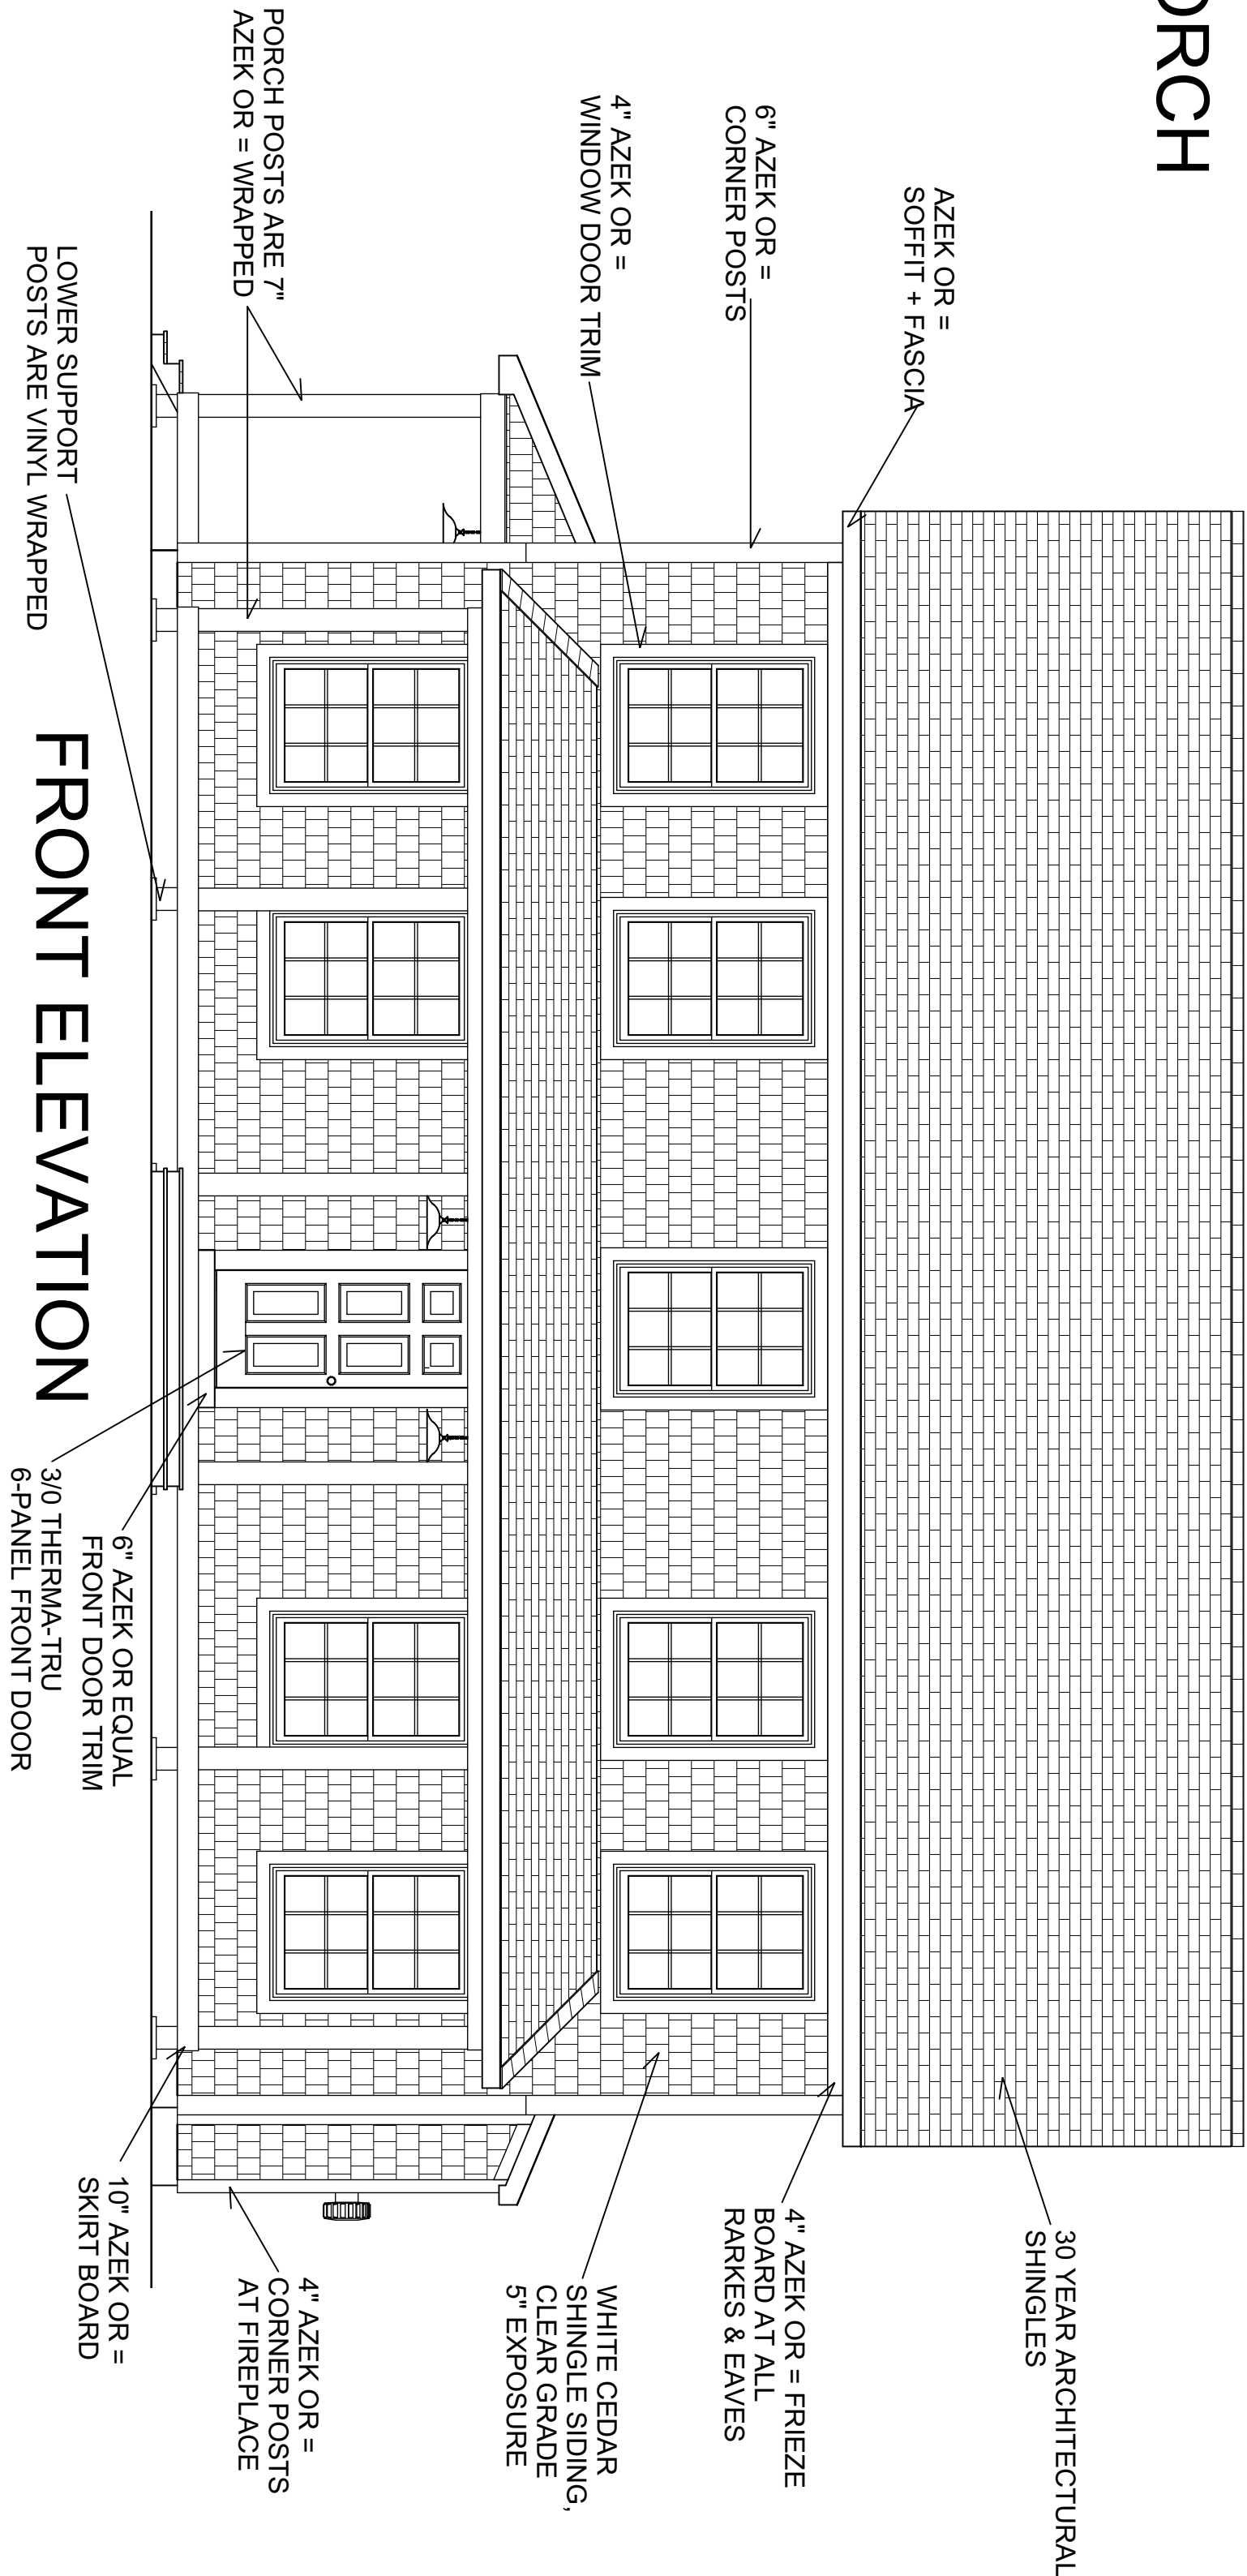 ORCH
AZEK OR =
SOFFIT + FASCIA
6" AZEK OR =
CORNER POSTS
4" AZEK OR =
WINDOW DOOR TRIM
PORCH POSTS ARE 7"
AZEK OR = WRAPPED
LOWER SUPPORT
POSTS ARE VINYL WRAPPED
30 YEAR ARCHITECTURAL
SHINGLES
4" AZEK OR = FRIEZE
BOARD AT ALL
RARKES & EAVES
WHITE CEDAR
SHINGLE SIDING,
CLEAR GRADE
5" EXPOSURE
4" AZEK OR =
CORNER POSTS
AT FIREPLACE
10" AZEK OR =
SKIRT BOARD
6" AZEK OR EQUAL
FRONT DOOR TRIM
3/0 THERMA-TRU
6-PANEL FRONT DOOR
FRONT ELEVATION